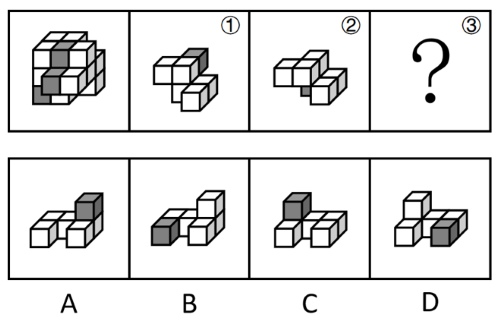 ① ② ③
?
A B C D